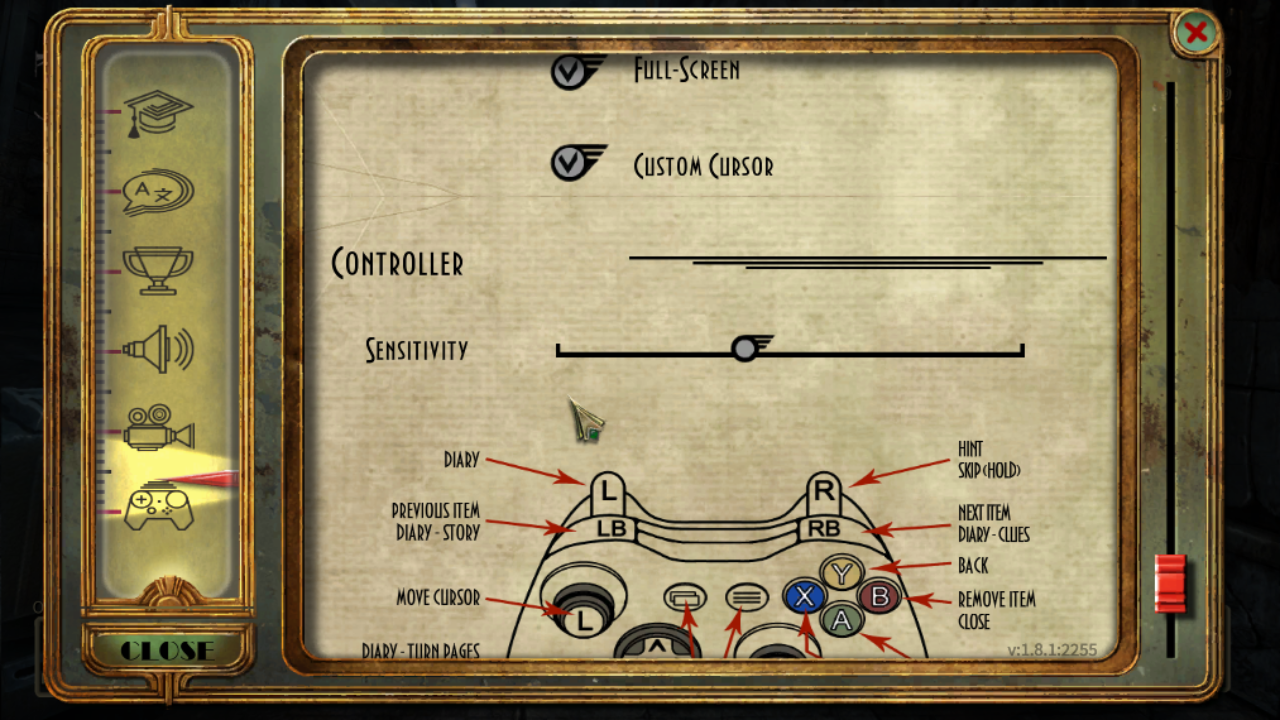 FULL-SCREEN
CUSTOM CURSOR
CONTROLLER
SENSITIVITY
DIARY
HINT
SKIP(HOLD)
L
R
PREVIOUS ITEM
DIARY - STORY
LB
RB
NEXT ITEM
DIARY - CLUES
Y
BACK
MOVE CURSOR
X
B
REMOVE ITEM
CLOSE
L
A
DIARY - TURN PAGES
v:1.8.1:2255
CLOSE
A
文